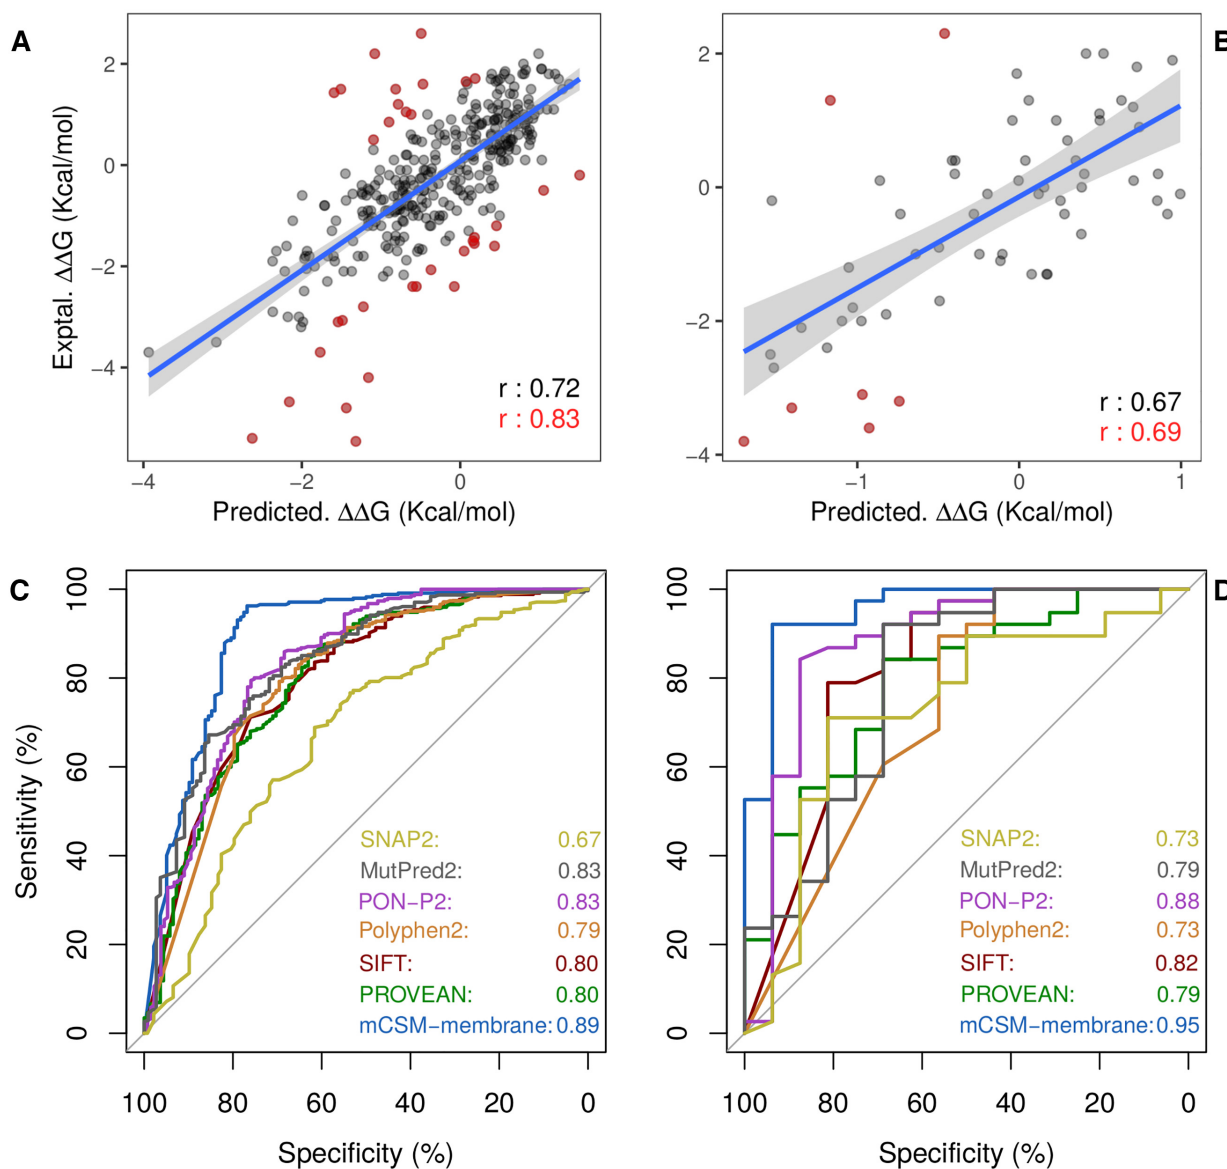 A
Exptal. ΔΔG (Kcal/mol)
2
0
−2
−4
r : 0.72
r : 0.83
−4
−2
0
Predicted. ΔΔG (Kcal/mol)
B
2
0
−2
−4
r : 0.67
r : 0.69
−1
0
1
Predicted. ΔΔG (Kcal/mol)
C
Sensitivity (%)
100
80
60
40
20
0
SNAP2: 0.67
MutPred2: 0.83
PON−P2: 0.83
Polyphen2: 0.79
SIFT: 0.80
PROVEAN: 0.80
mCSM−membrane: 0.89
100 80 60 40 20 0
Specificity (%)
D
100
80
60
40
20
0
SNAP2: 0.73
MutPred2: 0.79
PON−P2: 0.88
Polyphen2: 0.73
SIFT: 0.82
PROVEAN: 0.79
mCSM−membrane: 0.95
100 80 60 40 20 0
Specificity (%)